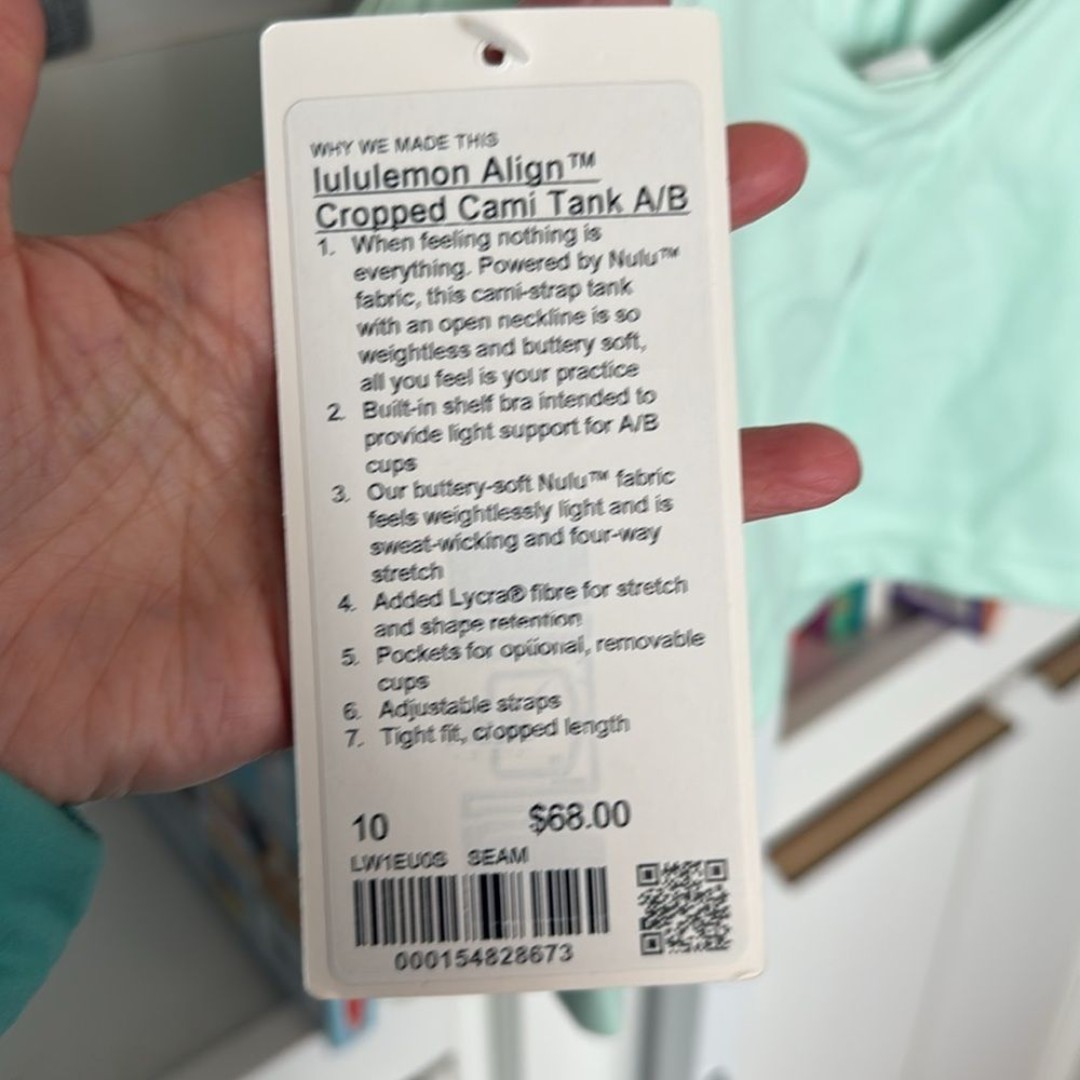 WHY WE MADE THIS
lululemon Align™
Cropped Cami Tank A/B
1. When feeling nothing is
everything. Powered by Nulu™
fabric, this cami-strap tank
with an open neckline is so
weightless and buttery soft,
all you feel is your practice
2. Built-in shelf bra intended to
provide light support for A/B
cups
3. Our buttery-soft Nulu™ fabric
feels weightlessly light and is
sweat-wicking and four-way
stretch
4. Added Lycra® fibre for stretch
and shape retention
5. Pockets for optional, removable
cups
6. Adjustable straps
7. Tight fit, cropped length
10 $68.00
LW1EU0S SEAM
000154828673